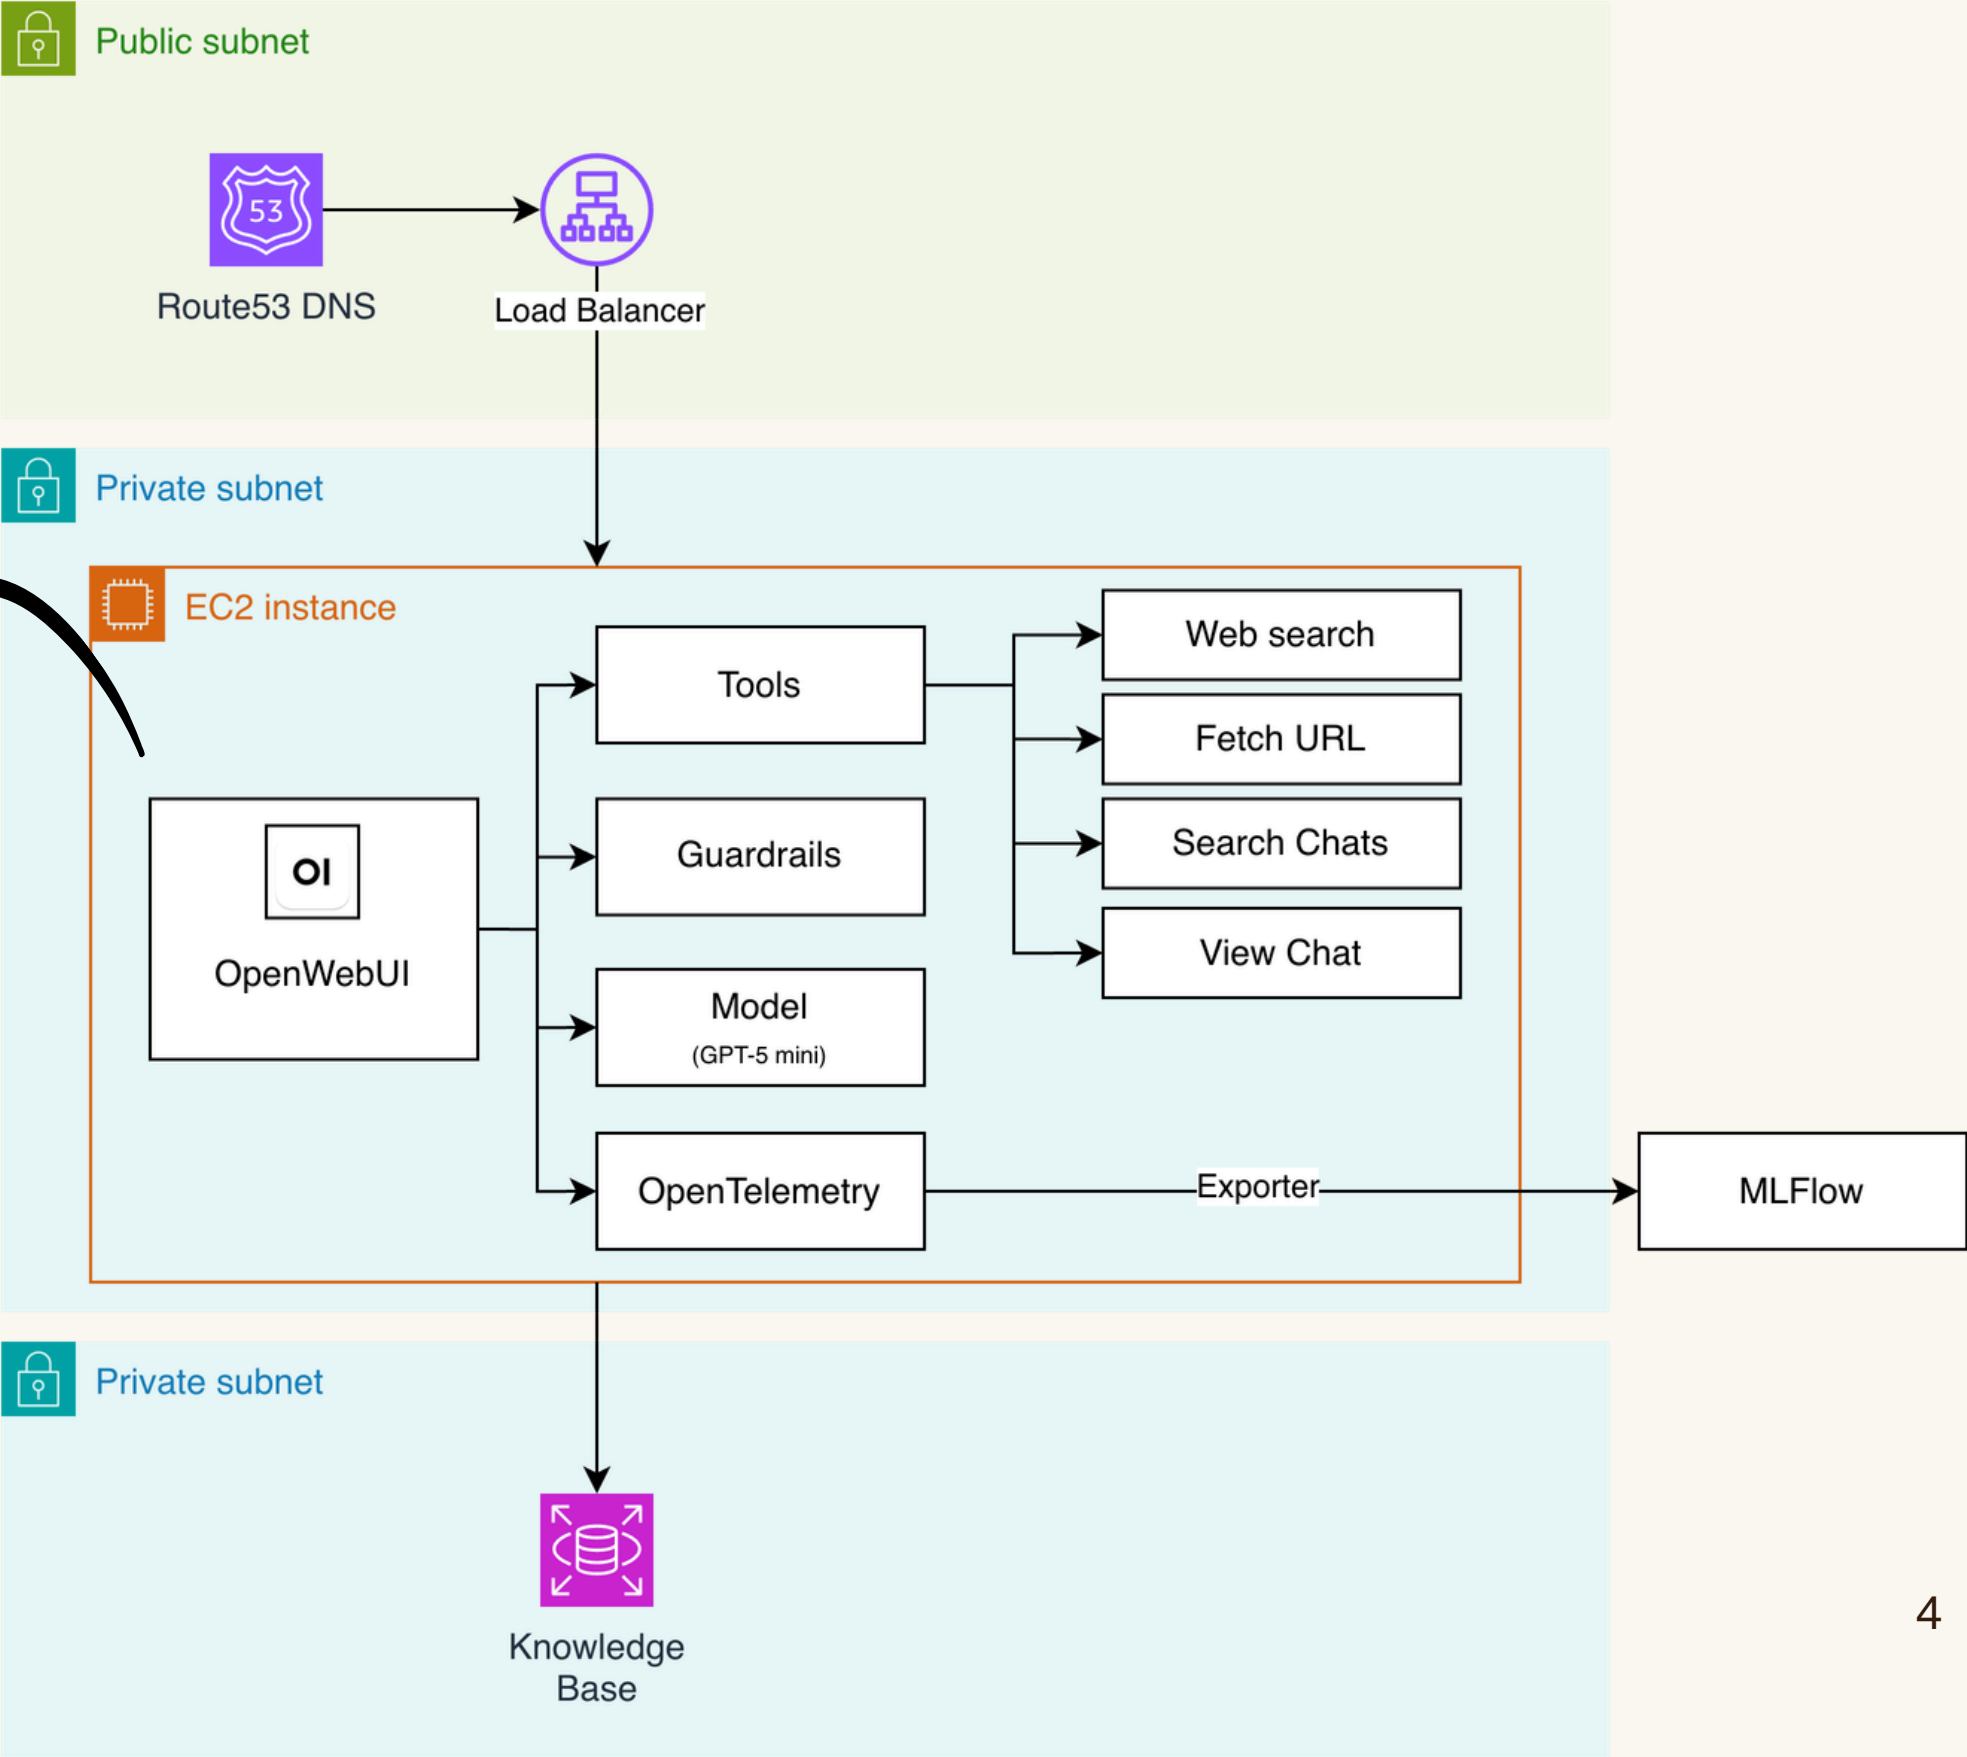 Public subnet
53
Route53 DNS
Load Balancer
Private subnet
EC2 instance
Tools
Web search
Fetch URL
Search Chats
View Chat
Guardrails
OI
OpenWebUI
Model
(GPT-5 mini)
OpenTelemetry
Exporter
MLFlow
Private subnet
Knowledge
Base
4